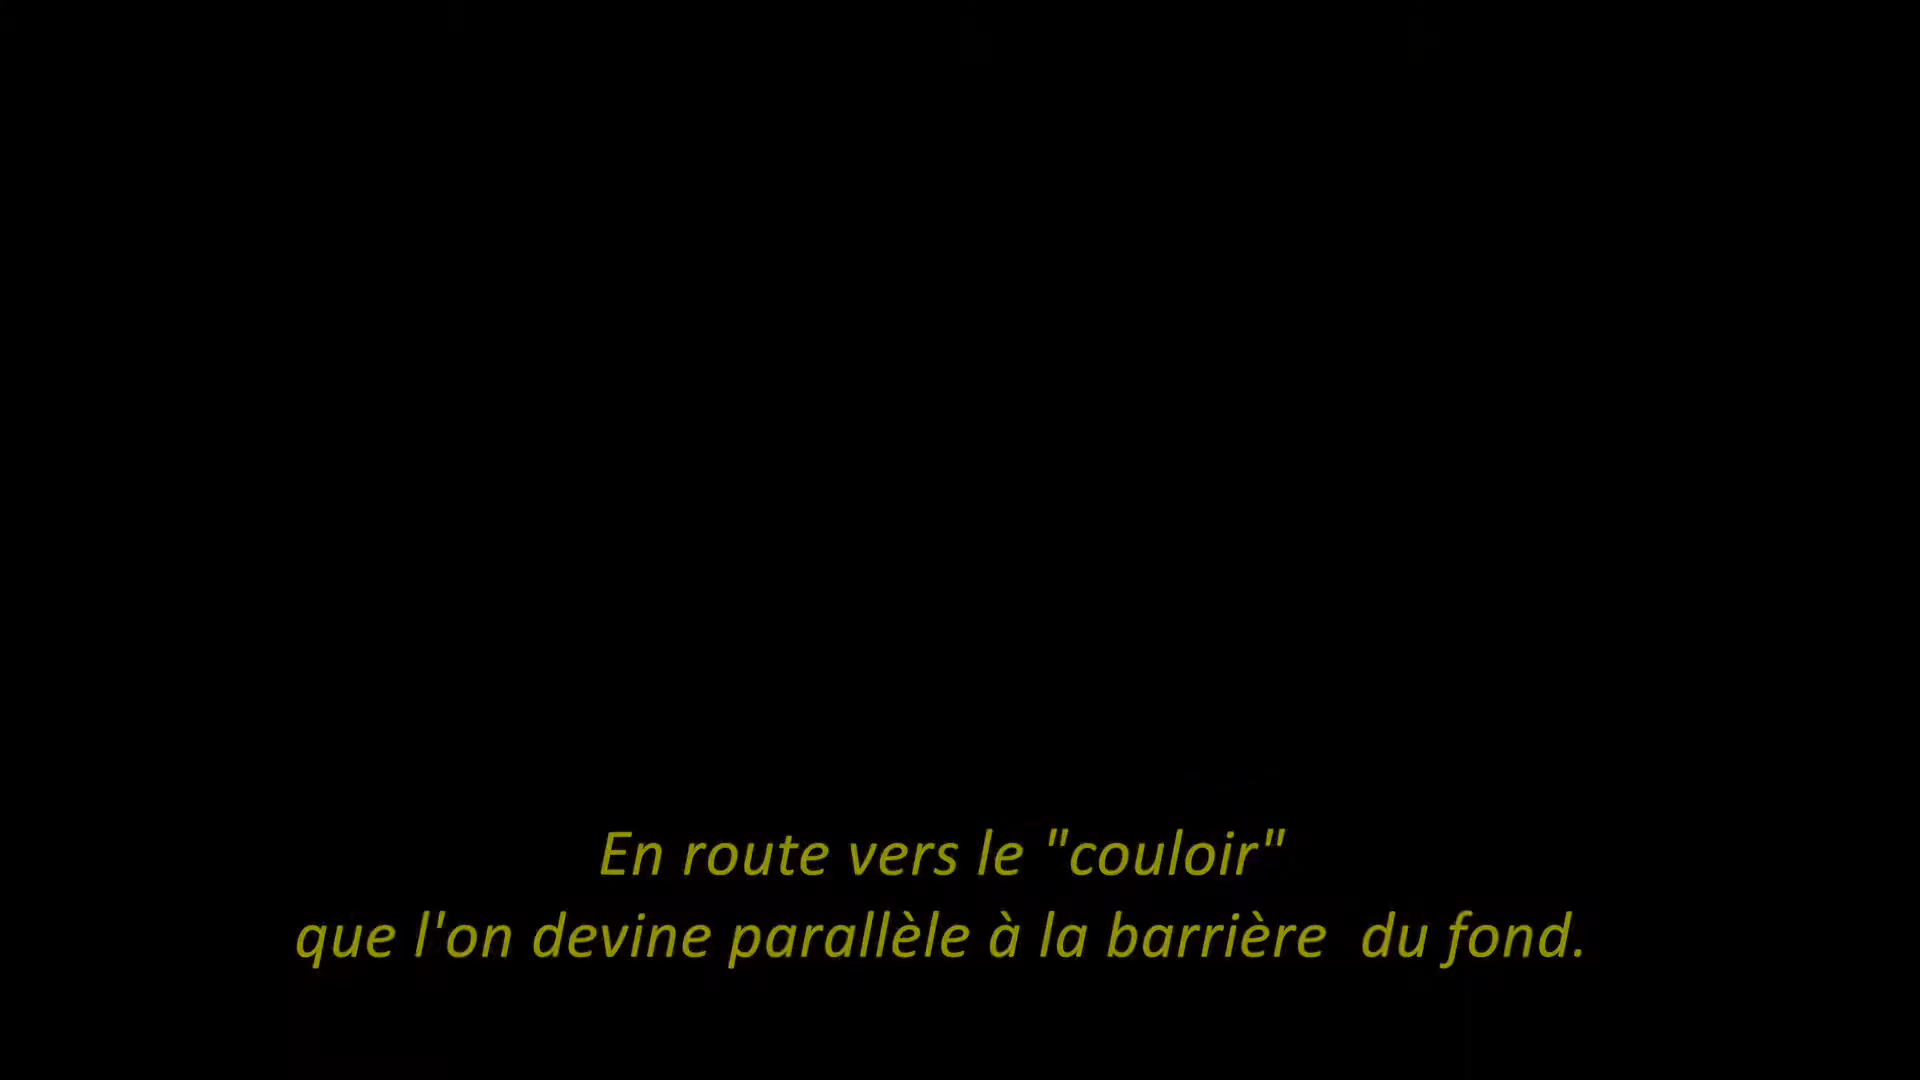 En route vers le "couloir"
que l'on devine parallèle à la barrière  du fond.